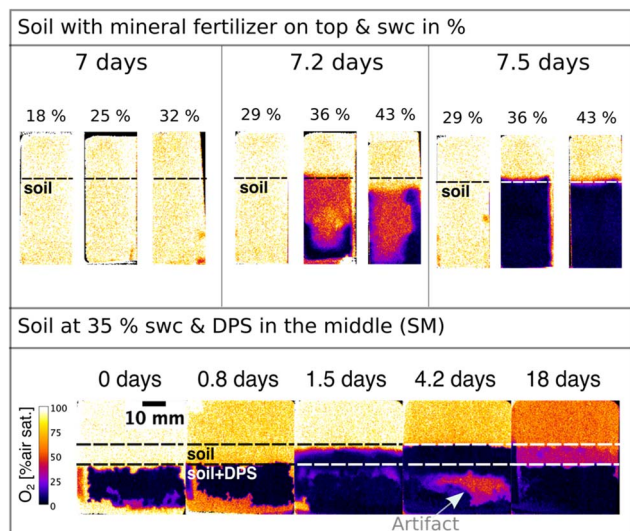 Soil with mineral fertilizer on top & swc in %
7 days
7.2 days
7.5 days
18 % 25 % 32 %
29 % 36 % 43 %
29 % 36 % 43 %
soil
soil
soil
Soil at 35 % swc & DPS in the middle (SM)
0 days 0.8 days 1.5 days 4.2 days 18 days
O₂ [%air sat.]
100
75
50
25
0
10 mm
soil
soil+DPS
Artifact